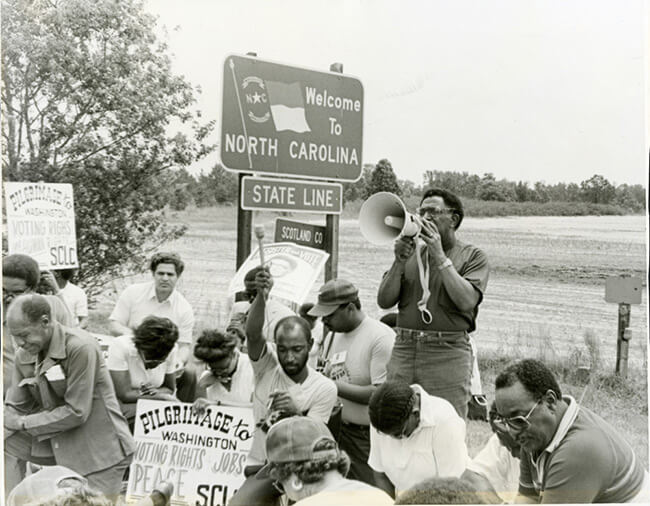 Welcome
To
NORTH CAROLINA
N C
STATE LINE
SCOTLAND CO
PILGRIMAGE to
WASHINGTON
VOTING RIGHS
SCLC
PILGRIMAGE to
WASHINGTON
VOTING RIGHTS JOBS
PEACE SCLC